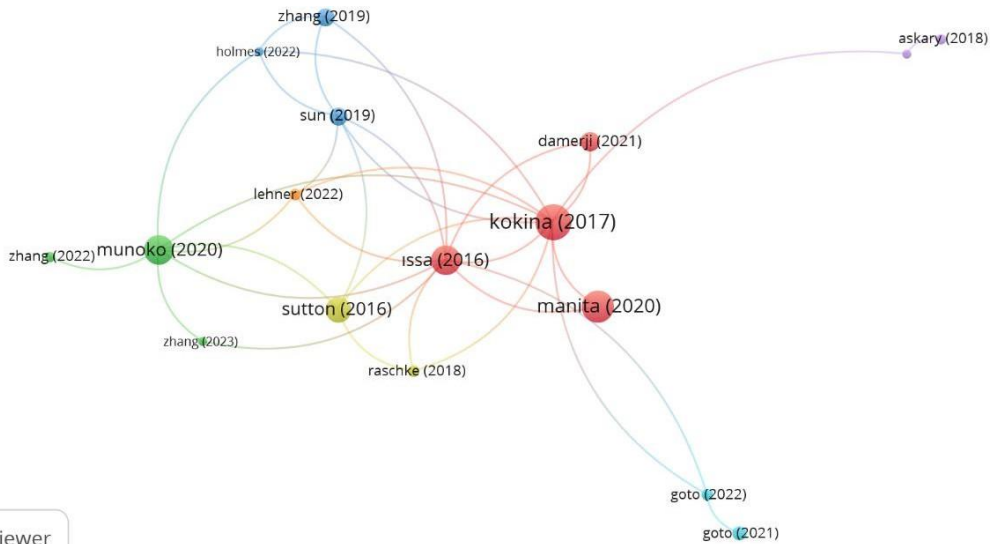 zhang (2019)
askary (2018)
holmes (2022)
sun (2019)
damerji (2021)
lehner (2022)
kokina (2017)
munoko (2020)
zhang (2022)
issa (2016)
sutton (2016)
manita (2020)
zhang (2023)
raschke (2018)
goto (2022)
goto (2021)
iewer